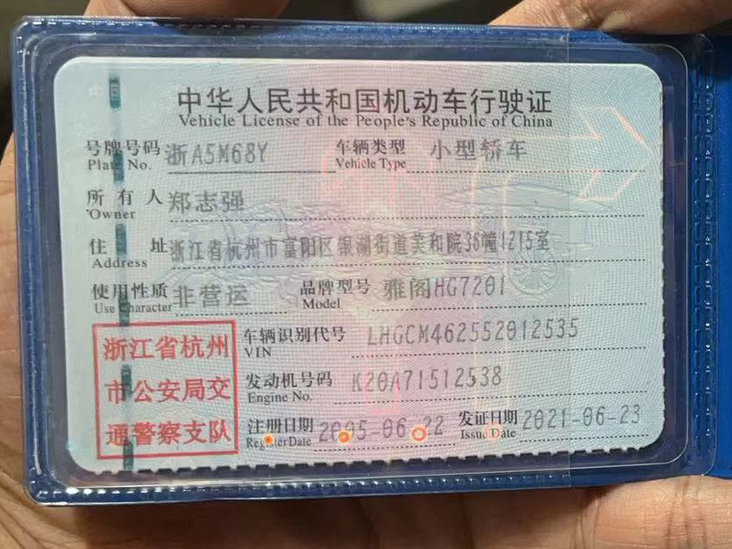 中华人民共和国机动车行驶证
Vehicle License of the People's Republic of China
号牌号码 浙A5M68Y 车辆类型 小型轿车
Plate No. Vehicle Type
所有人 郑志强
Owner
住址 浙江省杭州市富阳区银湖街道美和院36幢1215室
Address
使用性质 非营运 品牌型号 雅阁HG7201
Use Character Model
浙江省杭州
市公安局交
通警察支队
车辆识别代号 LHGCM462552012535
VIN
发动机号码 K20A71512538
Engine No.
注册日期 2005-06-22 发证日期 2021-06-23
Register Date Issue Date